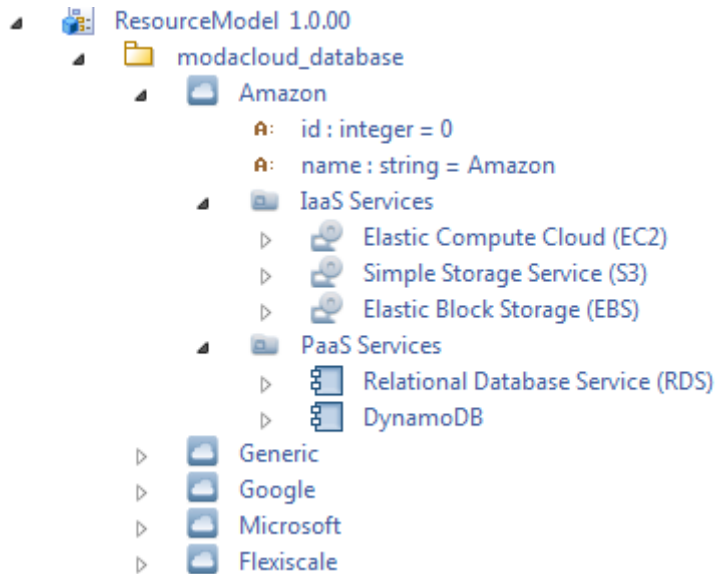 ResourceModel 1.0.00
modacloud_database
Amazon
A: id : integer = 0
A: name : string = Amazon
IaaS Services
Elastic Compute Cloud (EC2)
Simple Storage Service (S3)
Elastic Block Storage (EBS)
PaaS Services
Relational Database Service (RDS)
DynamoDB
Generic
Google
Microsoft
Flexiscale